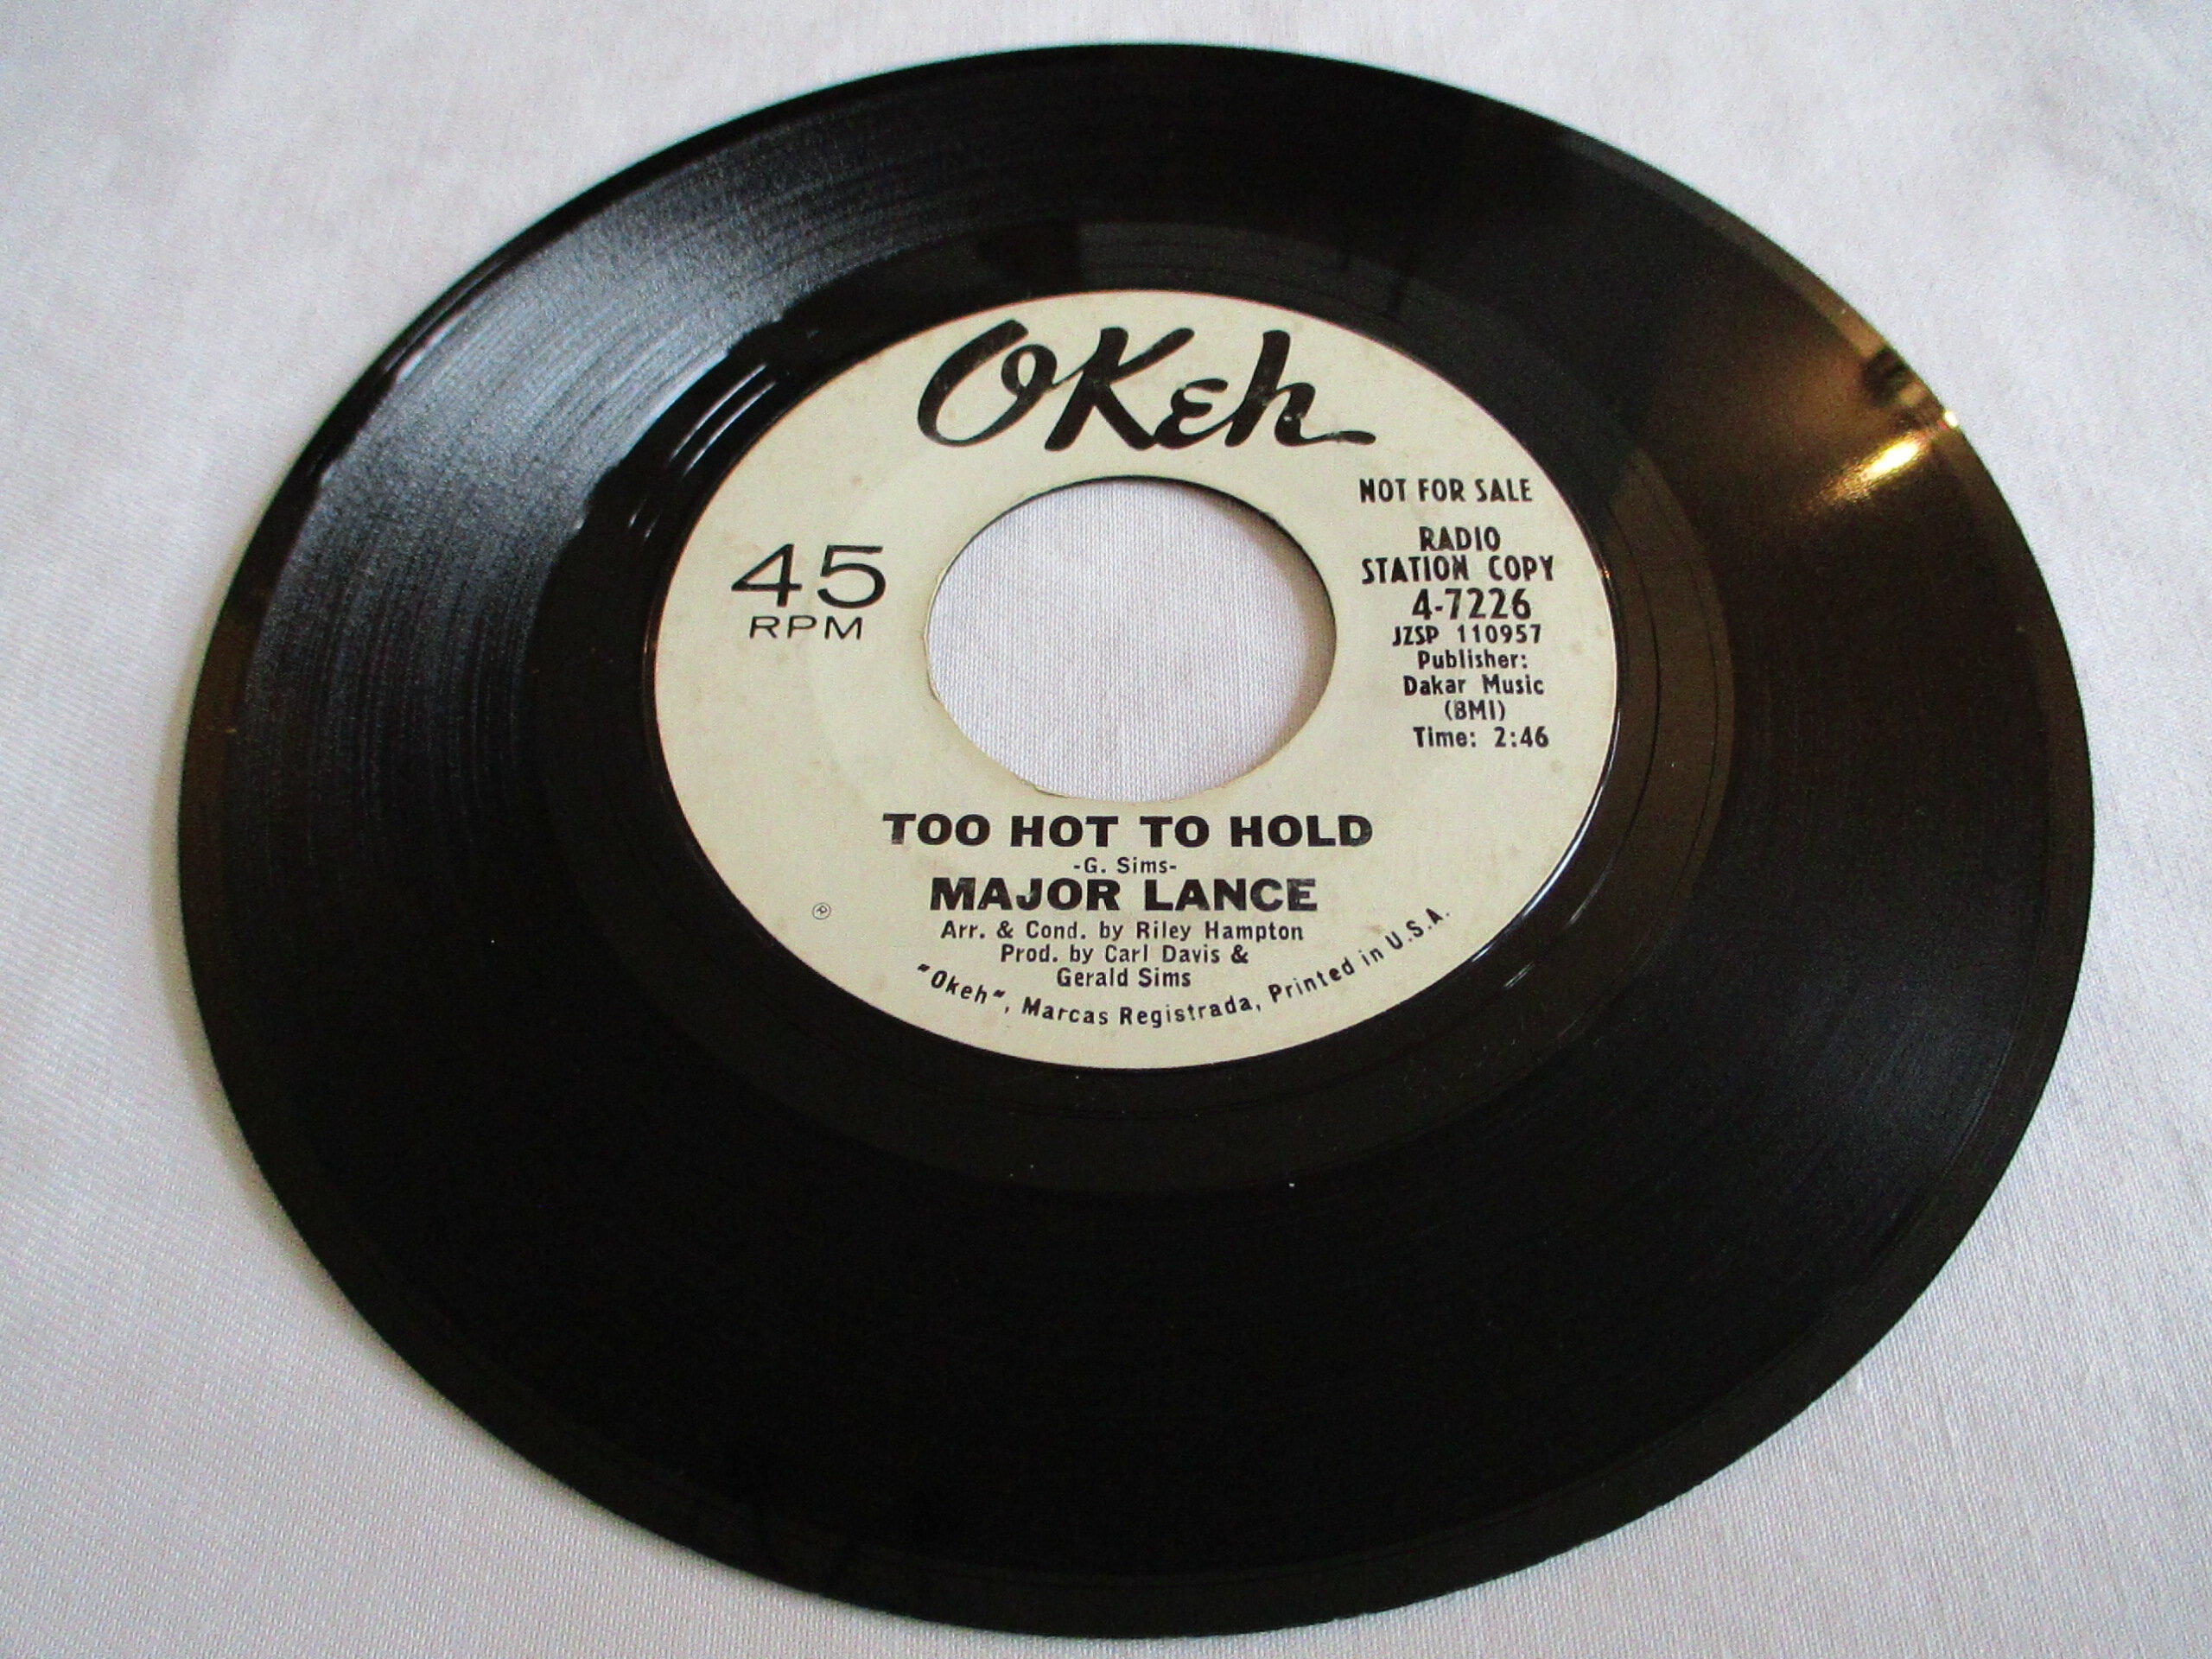 OKeh
NOT FOR SALE
RADIO
STATION COPY
4-7226
JZSP 110957
Publisher:
Dakar Music
(BMI)
Time: 2:46
45
RPM
TOO HOT TO HOLD
-G. Sims-
MAJOR LANCE
Arr. & Cond. by Riley Hampton
Prod. by Carl Davis &
Gerald Sims
℗
"Okeh", Marcas Registrada, Printed in U.S.A.